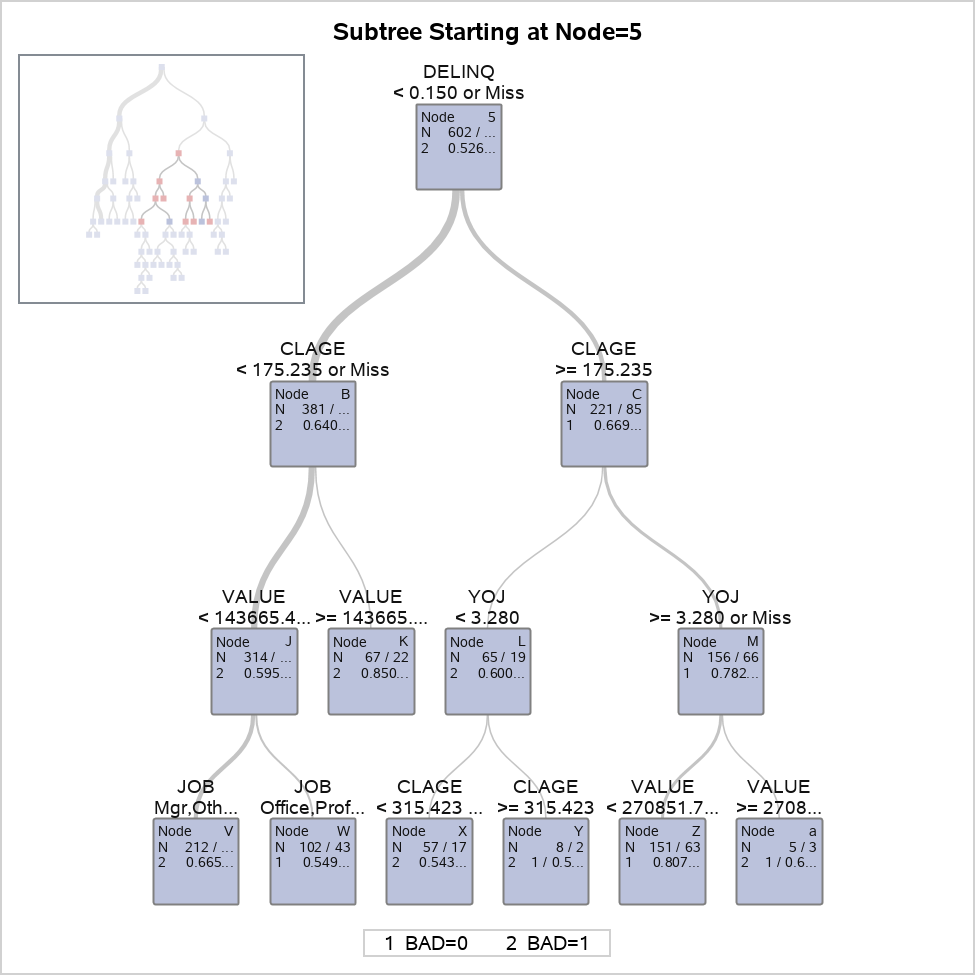 Subtree Starting at Node=5
DELINQ
< 0.150 or Miss
Node 5
N 602 / ...
2 0.526...
CLAGE
< 175.235 or Miss
Node B
N 381 / ...
2 0.640...
CLAGE
>= 175.235
Node C
N 221 / 85
1 0.669...
VALUE
< 143665.4...
Node J
N 314 / ...
2 0.595...
VALUE
>= 143665....
Node K
N 67 / 22
2 0.850...
YOJ
< 3.280
Node L
N 65 / 19
2 0.600...
YOJ
>= 3.280 or Miss
Node M
N 156 / 66
1 0.782...
JOB
Mgr,Oth...
Node V
N 212 / ...
2 0.665...
JOB
Office,Prof...
Node W
N 102 / 43
1 0.549...
CLAGE
< 315.423 ...
Node X
N 57 / 17
2 0.543...
CLAGE
>= 315.423
Node Y
N 8 / 2
2 1 / 0.5...
VALUE
< 270851.7...
Node Z
N 151 / 63
1 0.807...
VALUE
>= 2708...
Node a
N 5 / 3
2 1 / 0.6...
1 BAD=0 2 BAD=1